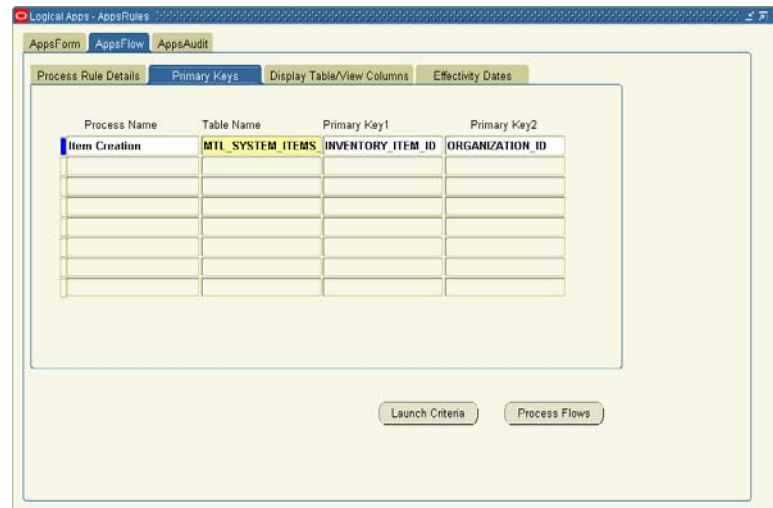 Logical Apps - AppsRules
AppsForm AppsFlow AppsAudit
Process Rule Details Primary Keys Display Table/View Columns Effectivity Dates
Process Name Table Name Primary Key1 Primary Key2
Item Creation MTL_SYSTEM_ITEMS_ INVENTORY_ITEM_ID ORGANIZATION_ID
Launch Criteria Process Flows